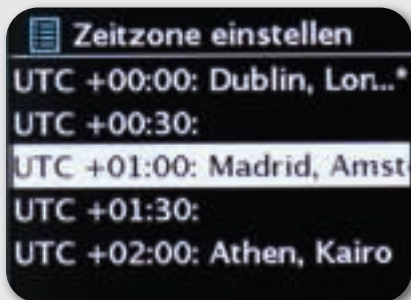 Zeitzone einstellen
UTC +00:00: Dublin, Lon...*
UTC +00:30:
UTC +01:00: Madrid, Amst
UTC +01:30:
UTC +02:00: Athen, Kairo